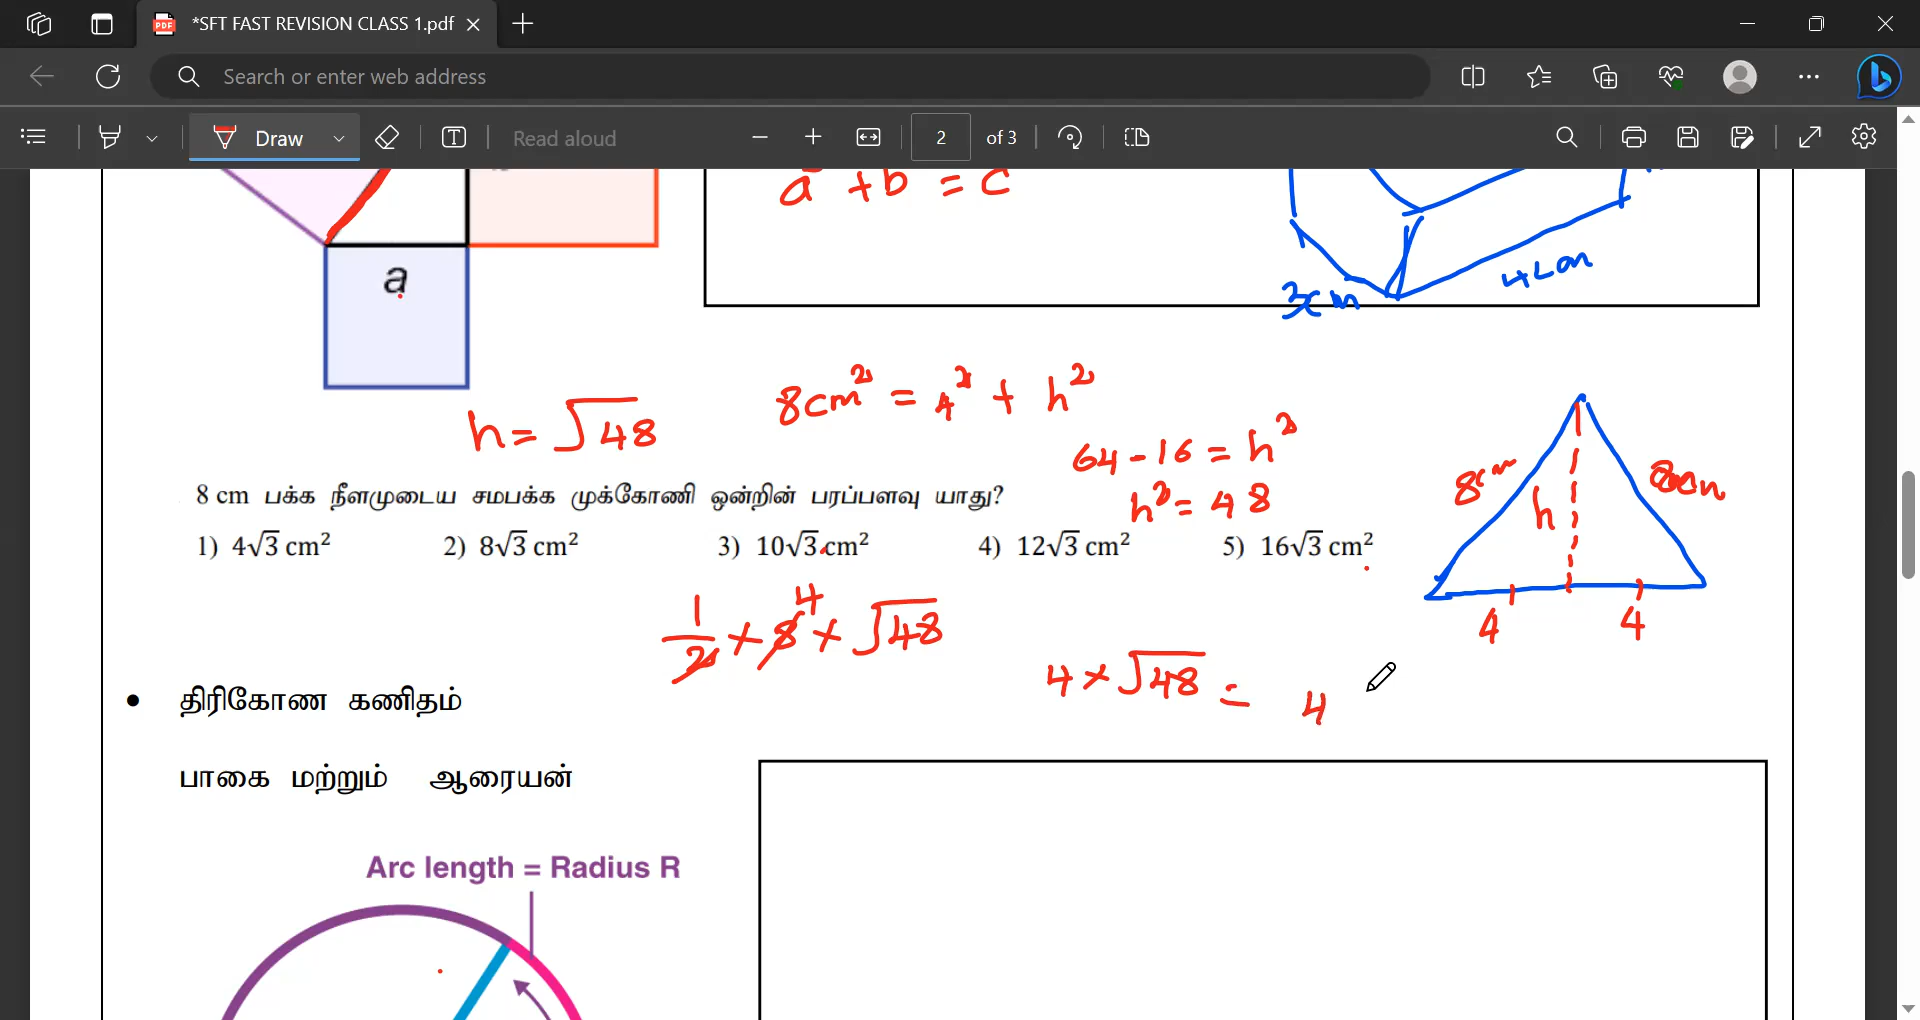 *SFT FAST REVISION CLASS 1.pdf
Search or enter web address
Draw
Read aloud
2 of 3
a + b = c
a
3cm
4cm
8cm² = 4² + h²
h = √48
64 - 16 = h²
h² = 48
8cm
h
8cm
4
4
8 cm பக்க நீளமுடைய சமபக்க முக்கோணி ஒன்றின் பரப்பளவு யாது?
1) 4√3 cm² 2) 8√3 cm² 3) 10√3 cm² 4) 12√3 cm² 5) 16√3 cm²
4
1/2 × 8 × √48
4 × √48 = 4
• திரிகோண கணிதம்
பாகை மற்றும் ஆரையன்
Arc length = Radius R